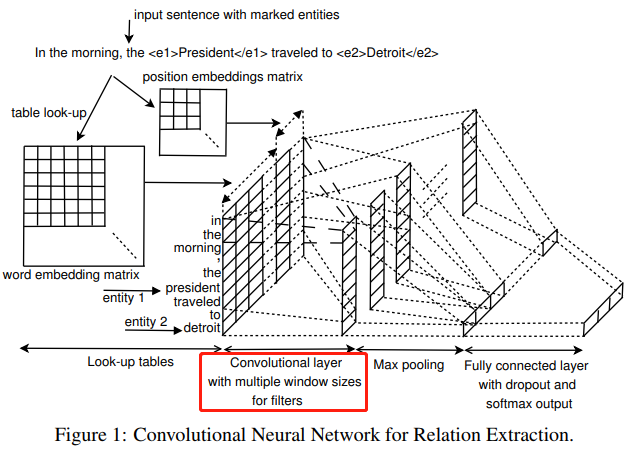 input sentence with marked entities
In the morning, the <e1>President</e1> traveled to <e2>Detroit</e2>
position embeddings matrix
table look-up
in
the
morning
,
the
president
traveled
to
detroit
word embedding matrix
entity 1
entity 2
Look-up tables
Convolutional layer
with multiple window sizes
for filters
Max pooling
Fully connected layer
with dropout and
softmax output
Figure 1: Convolutional Neural Network for Relation Extraction.